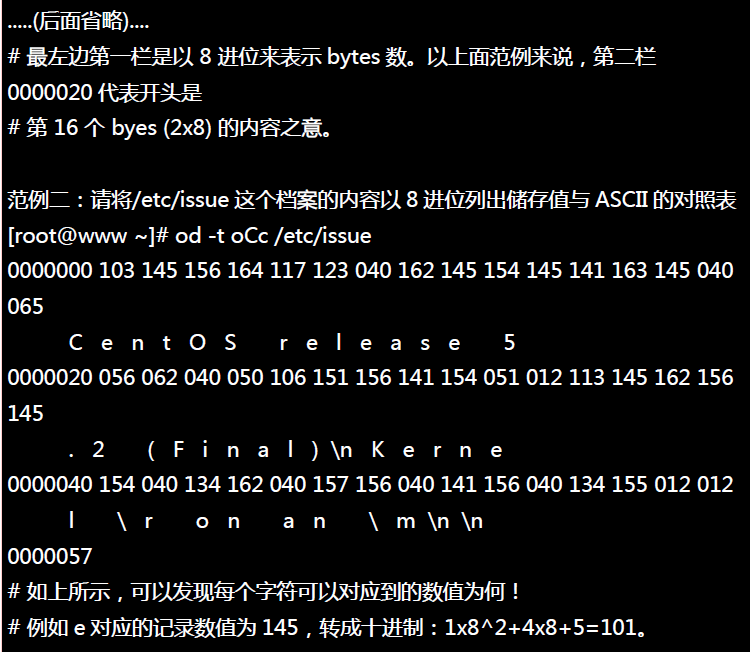 .....(后面省略)....
# 最左边第一栏是以 8 进位来表示 bytes 数。以上面范例来说，第二栏
0000020 代表开头是
# 第 16 个 byes (2x8) 的内容之意。
范例二：请将/etc/issue 这个档案的内容以 8 进位列出储存值与 ASCII 的对照表
[root@www ~]# od -t oCc /etc/issue
0000000 103 145 156 164 117 123 040 162 145 154 145 141 163 145 040
065
C e n t O S r e l e a s e 5
0000020 056 062 040 050 106 151 156 141 154 051 012 113 145 162 156
145
. 2 ( F i n a l ) \n K e r n e
0000040 154 040 134 162 040 157 156 040 141 156 040 134 155 012 012
l \ r o n a n \ m \n \n
0000057
# 如上所示，可以发现每个字符可以对应到的数值为何！
# 例如 e 对应的记录数值为 145，转成十进制：1x8^2+4x8+5=101。